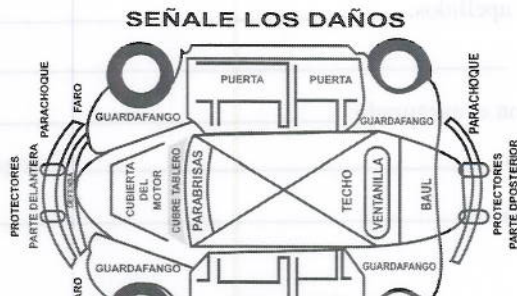 SEÑALE LOS DAÑOS
PUERTA
PUERTA
GUARDAFANGO
GUARDAFANGO
PARACHOQUE
FARO
PROTECTORES
PARTE DELANTERA
CUBIERTA
DEL
MOTOR
CUBRE TABLERO
PARABRISAS
TECHO
VENTANILLA
BAUL
PARACHOQUE
PROTECTORES
PARTE DPOSTERIOR
GUARDAFANGO
GUARDAFANGO